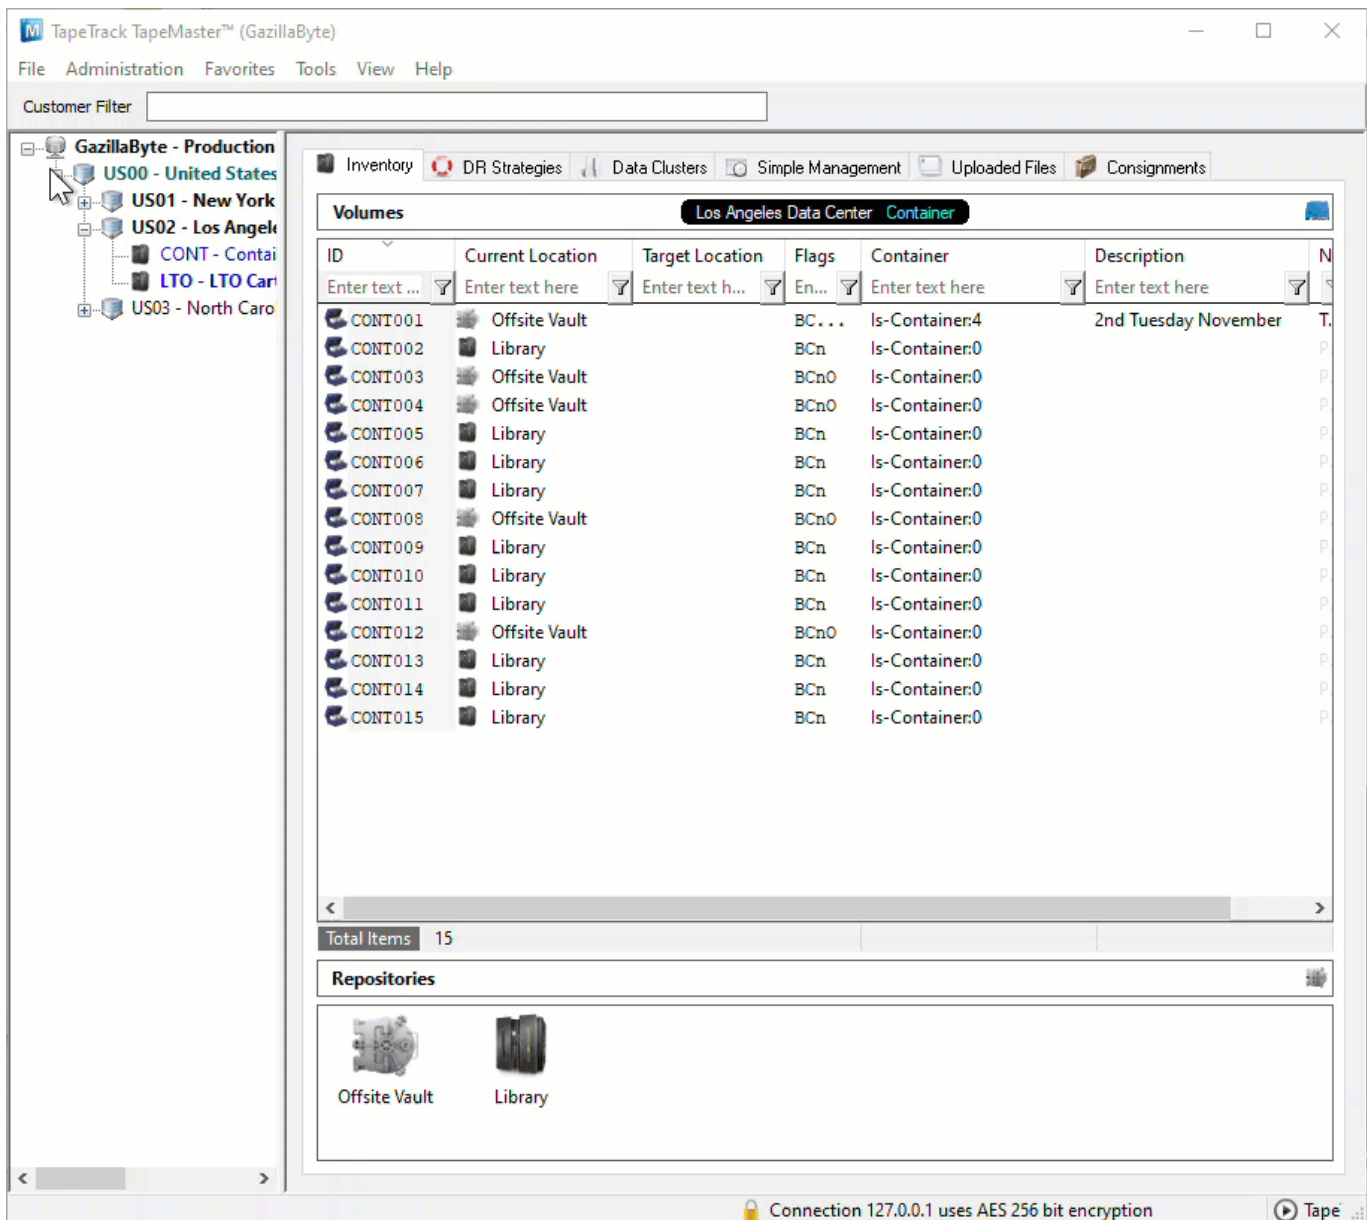 TapeTrack TapeMaster™ (GazillaByte)
File Administration Favorites Tools View Help
Customer Filter
GazillaByte - Production
US00 - United States
US01 - New York
US02 - Los Angele
CONT - Contai
LTO - LTO Cart
US03 - North Caro
Inventory DR Strategies Data Clusters Simple Management Uploaded Files Consignments
Volumes Los Angeles Data Center Container
ID Current Location Target Location Flags Container Description N
Enter text ... Enter text here Enter text h... En... Enter text here Enter text here
CONT001 Offsite Vault BC... Is-Container:4 2nd Tuesday November T.
CONT002 Library BCn Is-Container:0 P.
CONT003 Offsite Vault BCnO Is-Container:0 P.
CONT004 Offsite Vault BCnO Is-Container:0 P.
CONT005 Library BCn Is-Container:0 P.
CONT006 Library BCn Is-Container:0 P.
CONT007 Library BCn Is-Container:0 P.
CONT008 Offsite Vault BCnO Is-Container:0 P.
CONT009 Library BCn Is-Container:0 P.
CONT010 Library BCn Is-Container:0 P.
CONT011 Library BCn Is-Container:0 P.
CONT012 Offsite Vault BCnO Is-Container:0 P.
CONT013 Library BCn Is-Container:0 P.
CONT014 Library BCn Is-Container:0 P.
CONT015 Library BCn Is-Container:0 P.
Total Items 15
Repositories
Offsite Vault Library
Connection 127.0.0.1 uses AES 256 bit encryption Tape